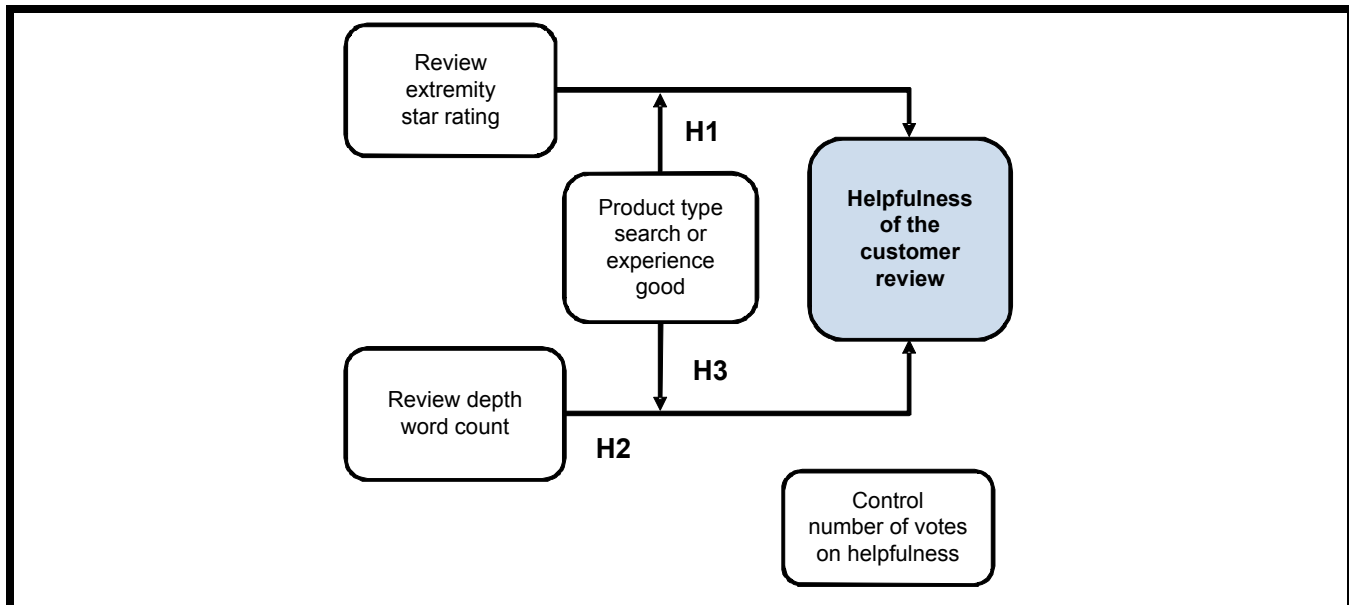 Review
extremity
star rating
H1
Product type
search or
experience
good
Helpfulness
of the
customer
review
H3
Review depth
word count
H2
Control
number of votes
on helpfulness